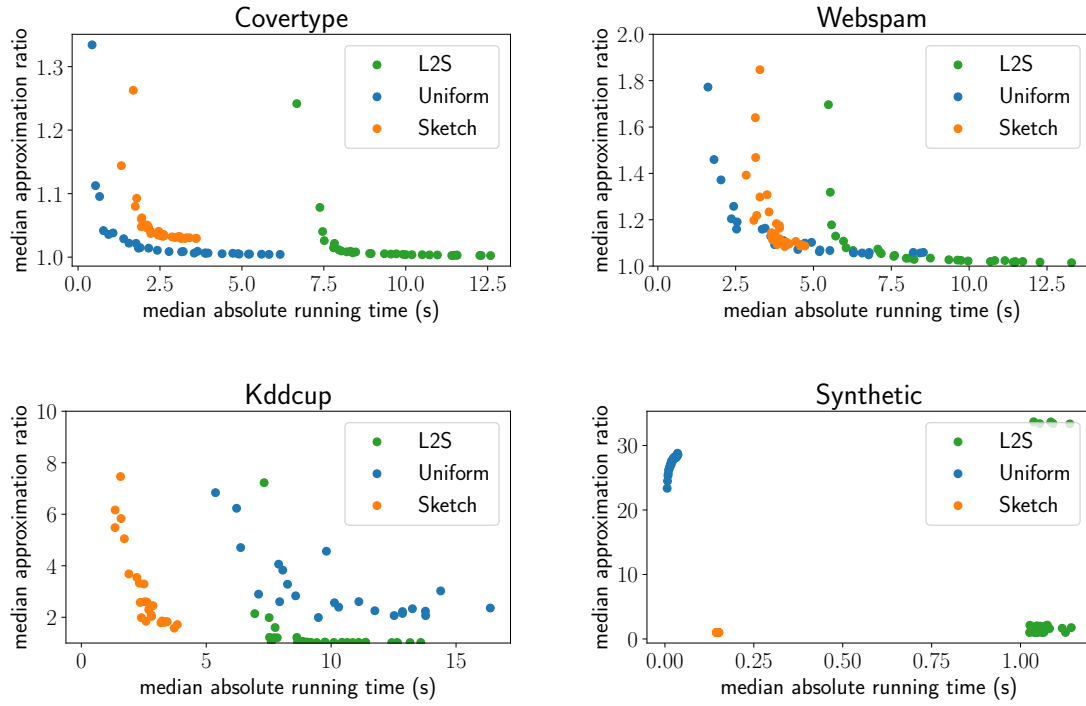 Covertype
median approximation ratio
1.3
1.2
1.1
1.0
0.0
2.5
5.0
7.5
10.0
12.5
median absolute running time (s)
L2S
Uniform
Sketch
Webspam
median approximation ratio
2.0
1.8
1.6
1.4
1.2
1.0
0.0
2.5
5.0
7.5
10.0
12.5
median absolute running time (s)
L2S
Uniform
Sketch
Kddcup
median approximation ratio
10
8
6
4
2
0
5
10
15
median absolute running time (s)
L2S
Uniform
Sketch
Synthetic
median approximation ratio
30
20
10
0
0.00
0.25
0.50
0.75
1.00
median absolute running time (s)
L2S
Uniform
Sketch